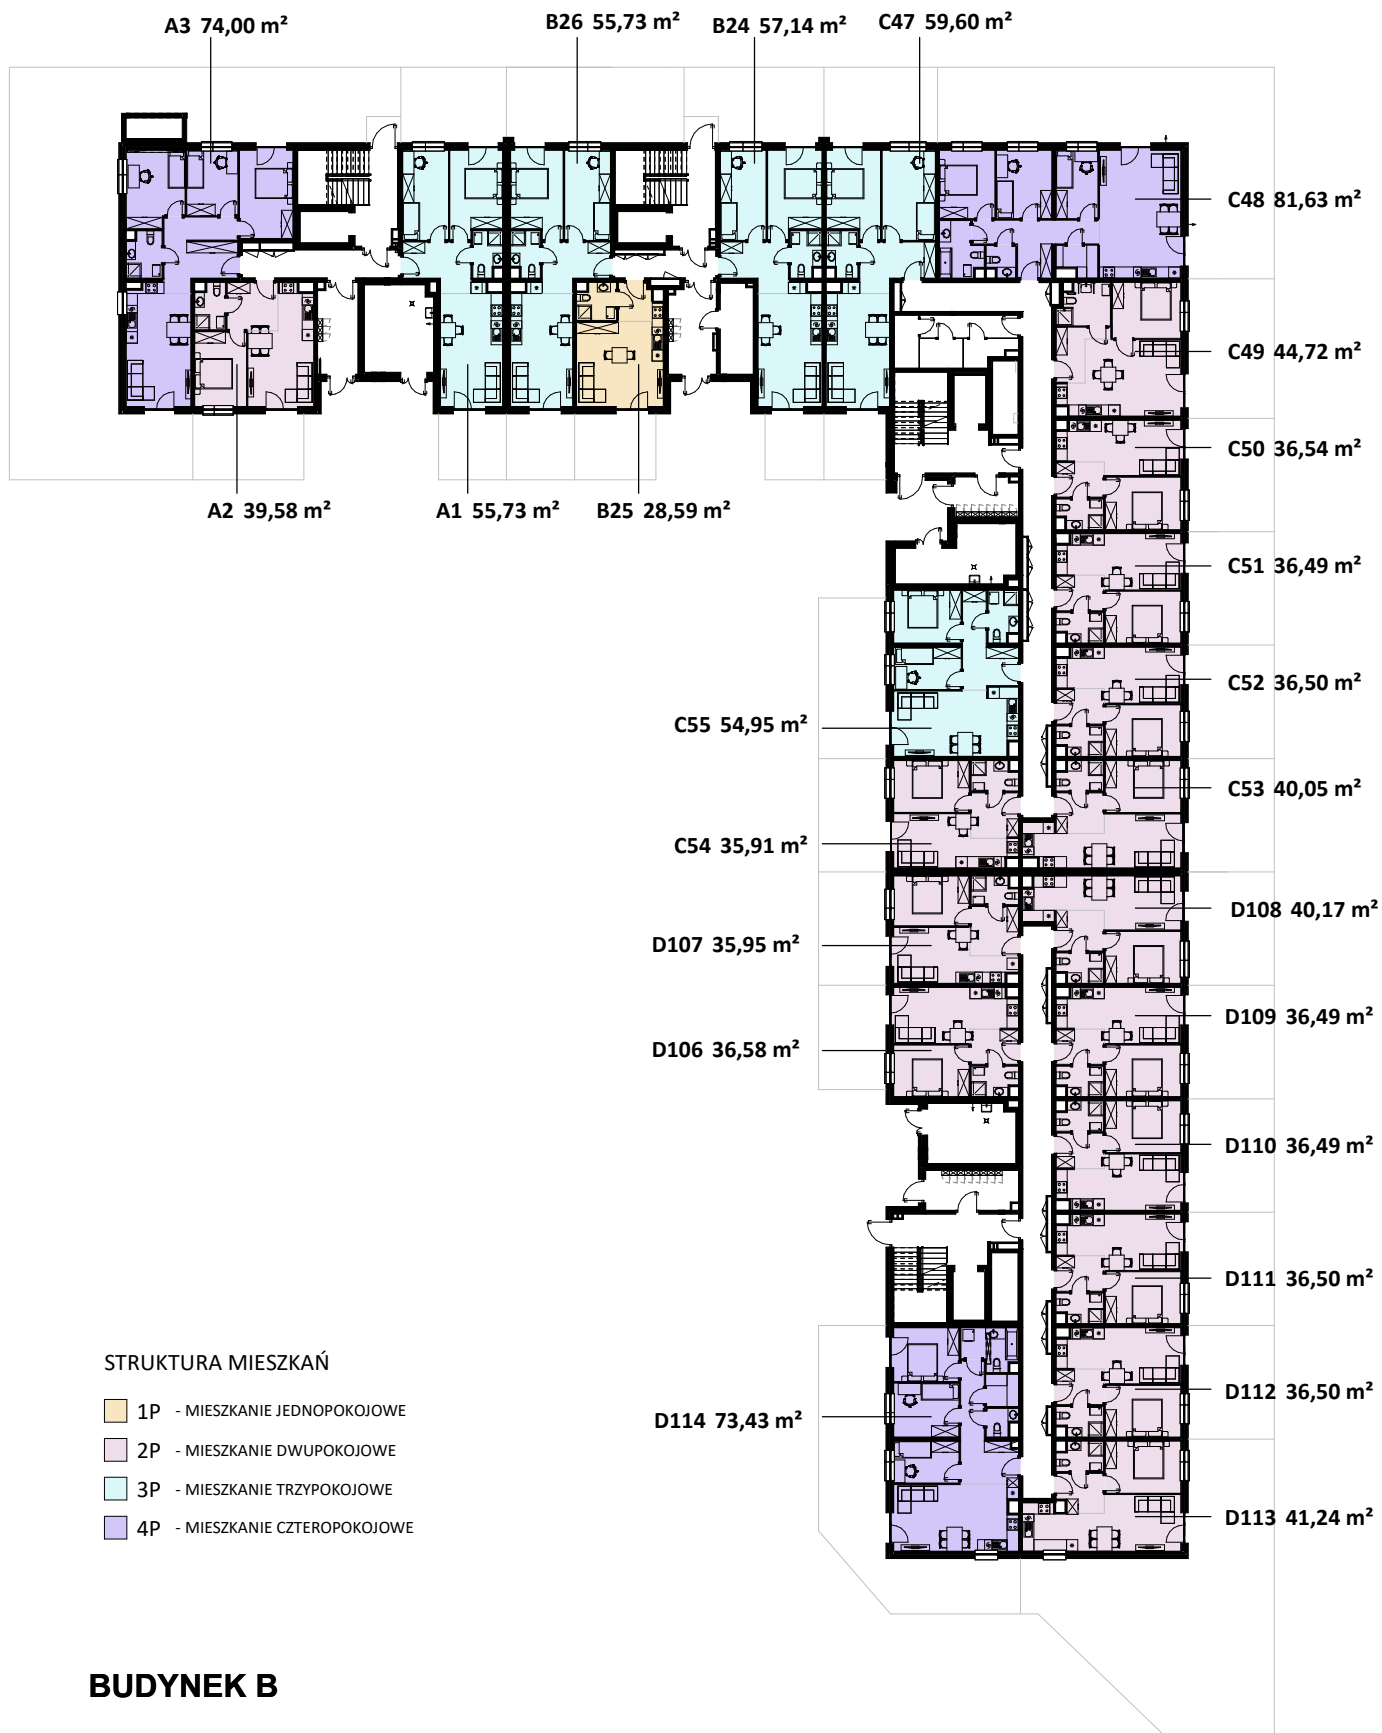 A3 74,00 m²
B26 55,73 m²
B24 57,14 m²
C47 59,60 m²
C48 81,63 m²
C49 44,72 m²
C50 36,54 m²
A2 39,58 m²
A1 55,73 m²
B25 28,59 m²
C51 36,49 m²
C52 36,50 m²
C55 54,95 m²
C53 40,05 m²
C54 35,91 m²
D108 40,17 m²
D107 35,95 m²
D109 36,49 m²
D106 36,58 m²
D110 36,49 m²
D111 36,50 m²
D112 36,50 m²
D114 73,43 m²
D113 41,24 m²
STRUKTURA MIESZKAŃ
1P - MIESZKANIE JEDNOPOKOJOWE
2P - MIESZKANIE DWUPOKOJOWE
3P - MIESZKANIE TRZYPOKOJOWE
4P - MIESZKANIE CZTEROPOKOJOWE
BUDYNEK B